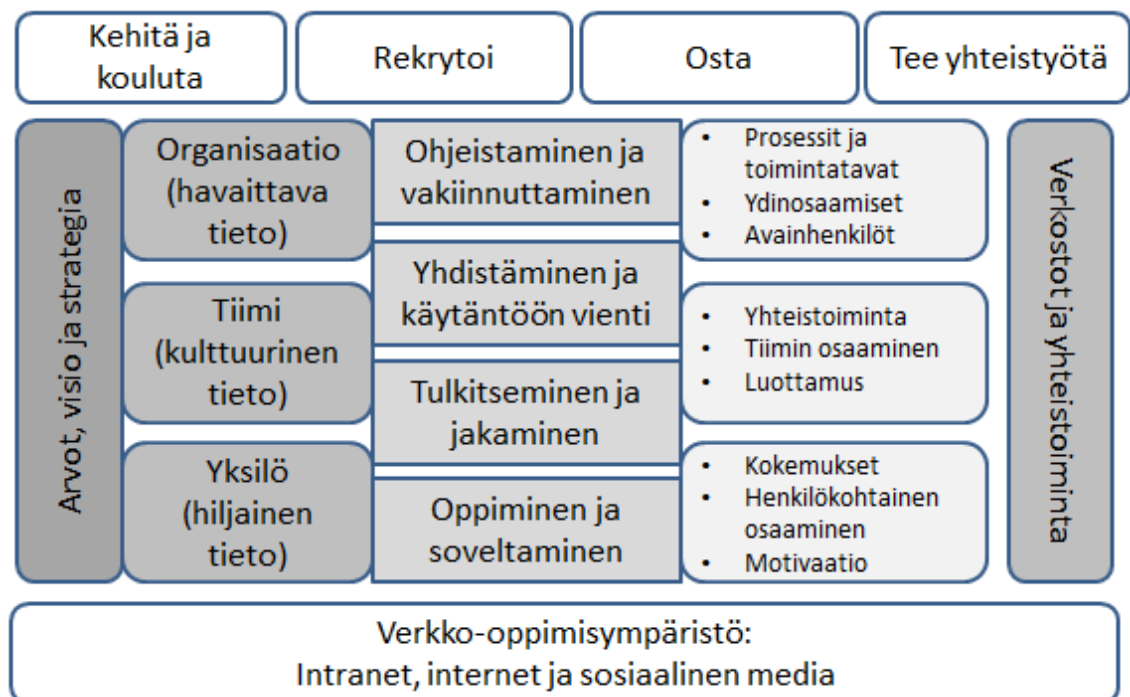 Kehitä ja
kouluta
Rekrytoi
Osta
Tee yhteistyötä
Arvot, visio ja strategia
Organisaatio
(havaittava
tieto)
Tiimi
(kulttuurinen
tieto)
Yksilö
(hiljainen
tieto)
Ohjeistaminen ja
vakiinnuttaminen
Yhdistäminen ja
käytäntöön vienti
Tulkitseminen ja
jakaminen
Oppiminen ja
soveltaminen
• Prosessit ja
toimintatavat
• Ydinosaamiset
• Avainhenkilöt
• Yhteistoiminta
• Tiimin osaaminen
• Luottamus
• Kokemukset
• Henkilökohtainen
osaaminen
• Motivaatio
Verkostot ja yhteistoiminta
Verkko-oppimisympäristö:
Intranet, internet ja sosiaalinen media